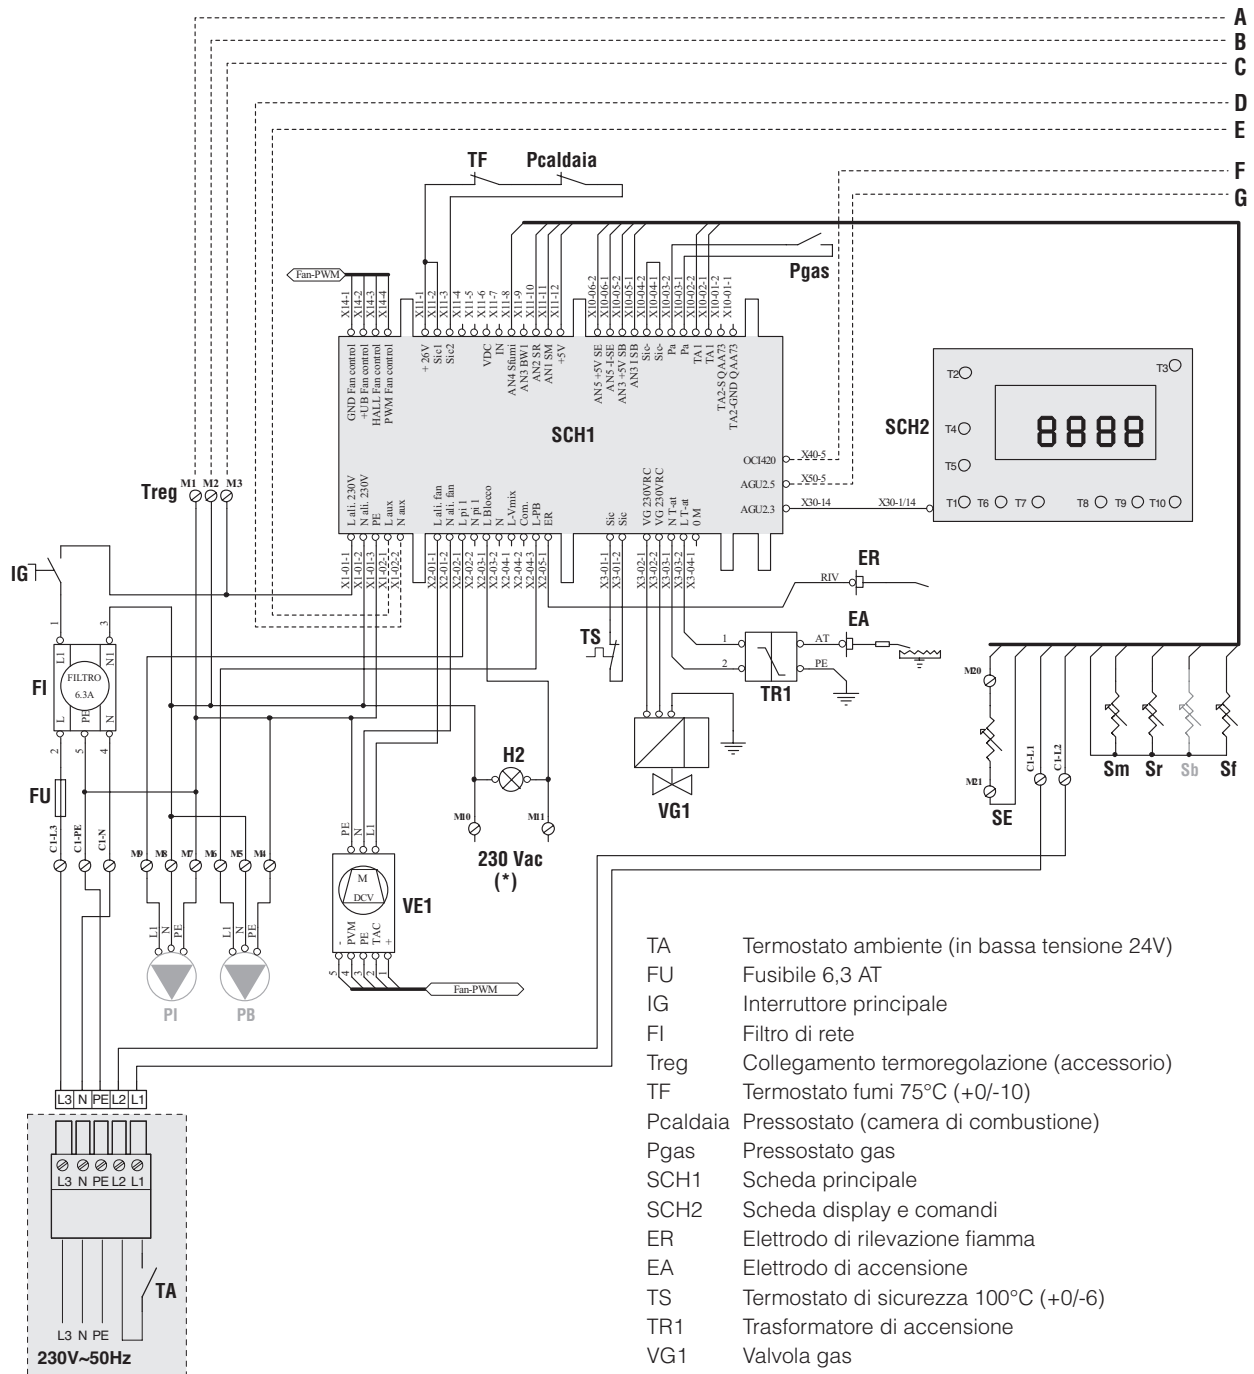 A
B
C
D
E
TF Pcaldaia
F
G
Fan-PWM
Pgas
X14-1 X14-2 X14-3 X14-4
X11-1 X11-2 X11-3 X11-4 X11-5 X11-6 X11-7 X11-8 X11-9 X11-10 X11-11 X11-12
X10-06-2 X10-06-1 X10-05-2 X10-05-1 X10-04-2 X10-04-1 X10-03-2 X10-03-1 X10-02-2 X10-02-1 X10-01-2 X10-01-1
GND Fan control
+UB Fan control
HALL Fan control
PWM Fan control
+ 26V
Sic1
Sic2
VDC
IN
AN4 Sfumi
AN3 BW1
AN2 SR
AN1 SM
+5V
AN5 +5V SE
AN5 -I-SE
AN3 +5V SB
AN3 I SB
Sic-
Sic-
Pa
Pa
TA1
TA1
TA2-S QAA73
TA2-GND QAA73
SCH1
OCI420 X40-5
AGU2.5 X50-5
AGU2.3 X30-14 X30-1/14
SCH2
T2 T3
8888
T4
T5
T1 T6 T7 T8 T9 T10
Treg M1 M2 M3
L ali. 230V
N ali. 230V
PE
L aux
N aux
L ali. fan
N ali. fan
L pi 1
N pi 1
L Blocco
N
L-Vmix
Com.
L-PB
ER
Sic
Sic
VG 230VRC
VG 230VRC
N T-at
L T-at
0 M
X1-01-1 X1-01-2 X1-01-3 X1-02-1 X1-02-2
X2-01-1 X2-01-2 X2-02-1 X2-02-2 X2-03-1 X2-03-2 X2-04-1 X2-04-2 X2-04-3 X2-05-1
X3-01-1 X3-01-2 X3-02-1 X3-02-2 X3-03-1 X3-03-2 X3-04-1
IG
RIV ER
1 3
L1 N1
FI
FILTRO
6.3A
L PE N
2 5 4
TS
1 2
TR1
AT EA
PE
VG1
H2
M10 M11
230 Vac
(*)
FU
C1-L3 C1-PE C1-N
M9 M8 M7 M6 M5 M4
L1 N PE
L1 N PE
PI PB
PE N L1
M
DCV
VE1
- PVM PE TAC +
5 4 3 2 1
Fan-PWM
M20
M21
SE
C1-L1 C1-L2
Sm Sr Sb Sf
L3 N PE L2 L1
L3 N PE L2 L1
TA
L3 N PE
230V~50Hz
TA Termostato ambiente (in bassa tensione 24V)
FU Fusibile 6,3 AT
IG Interruttore principale
FI Filtro di rete
Treg Collegamento termoregolazione (accessorio)
TF Termostato fumi 75°C (+0/-10)
Pcaldaia Pressostato (camera di combustione)
Pgas Pressostato gas
SCH1 Scheda principale
SCH2 Scheda display e comandi
ER Elettrodo di rilevazione fiamma
EA Elettrodo di accensione
TS Termostato di sicurezza 100°C (+0/-6)
TR1 Trasformatore di accensione
VG1 Valvola gas